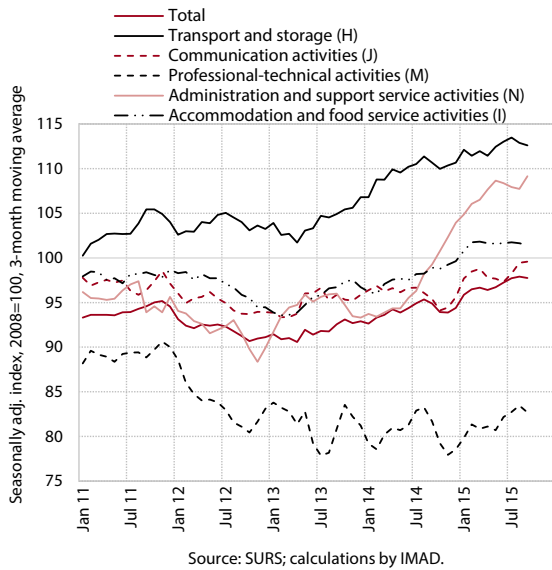 Total
Transport and storage (H)
Communication activities (J)
Professional-technical activities (M)
Administration and support service activities (N)
Accommodation and food service activities (I)
Seasonally adj. index, 2008=100, 3-month moving average
115
110
105
100
95
90
85
80
75
Jan 11
Jul 11
Jan 12
Jul 12
Jan 13
Jul 13
Jan 14
Jul 14
Jan 15
Jul 15
Source: SURS; calculations by IMAD.